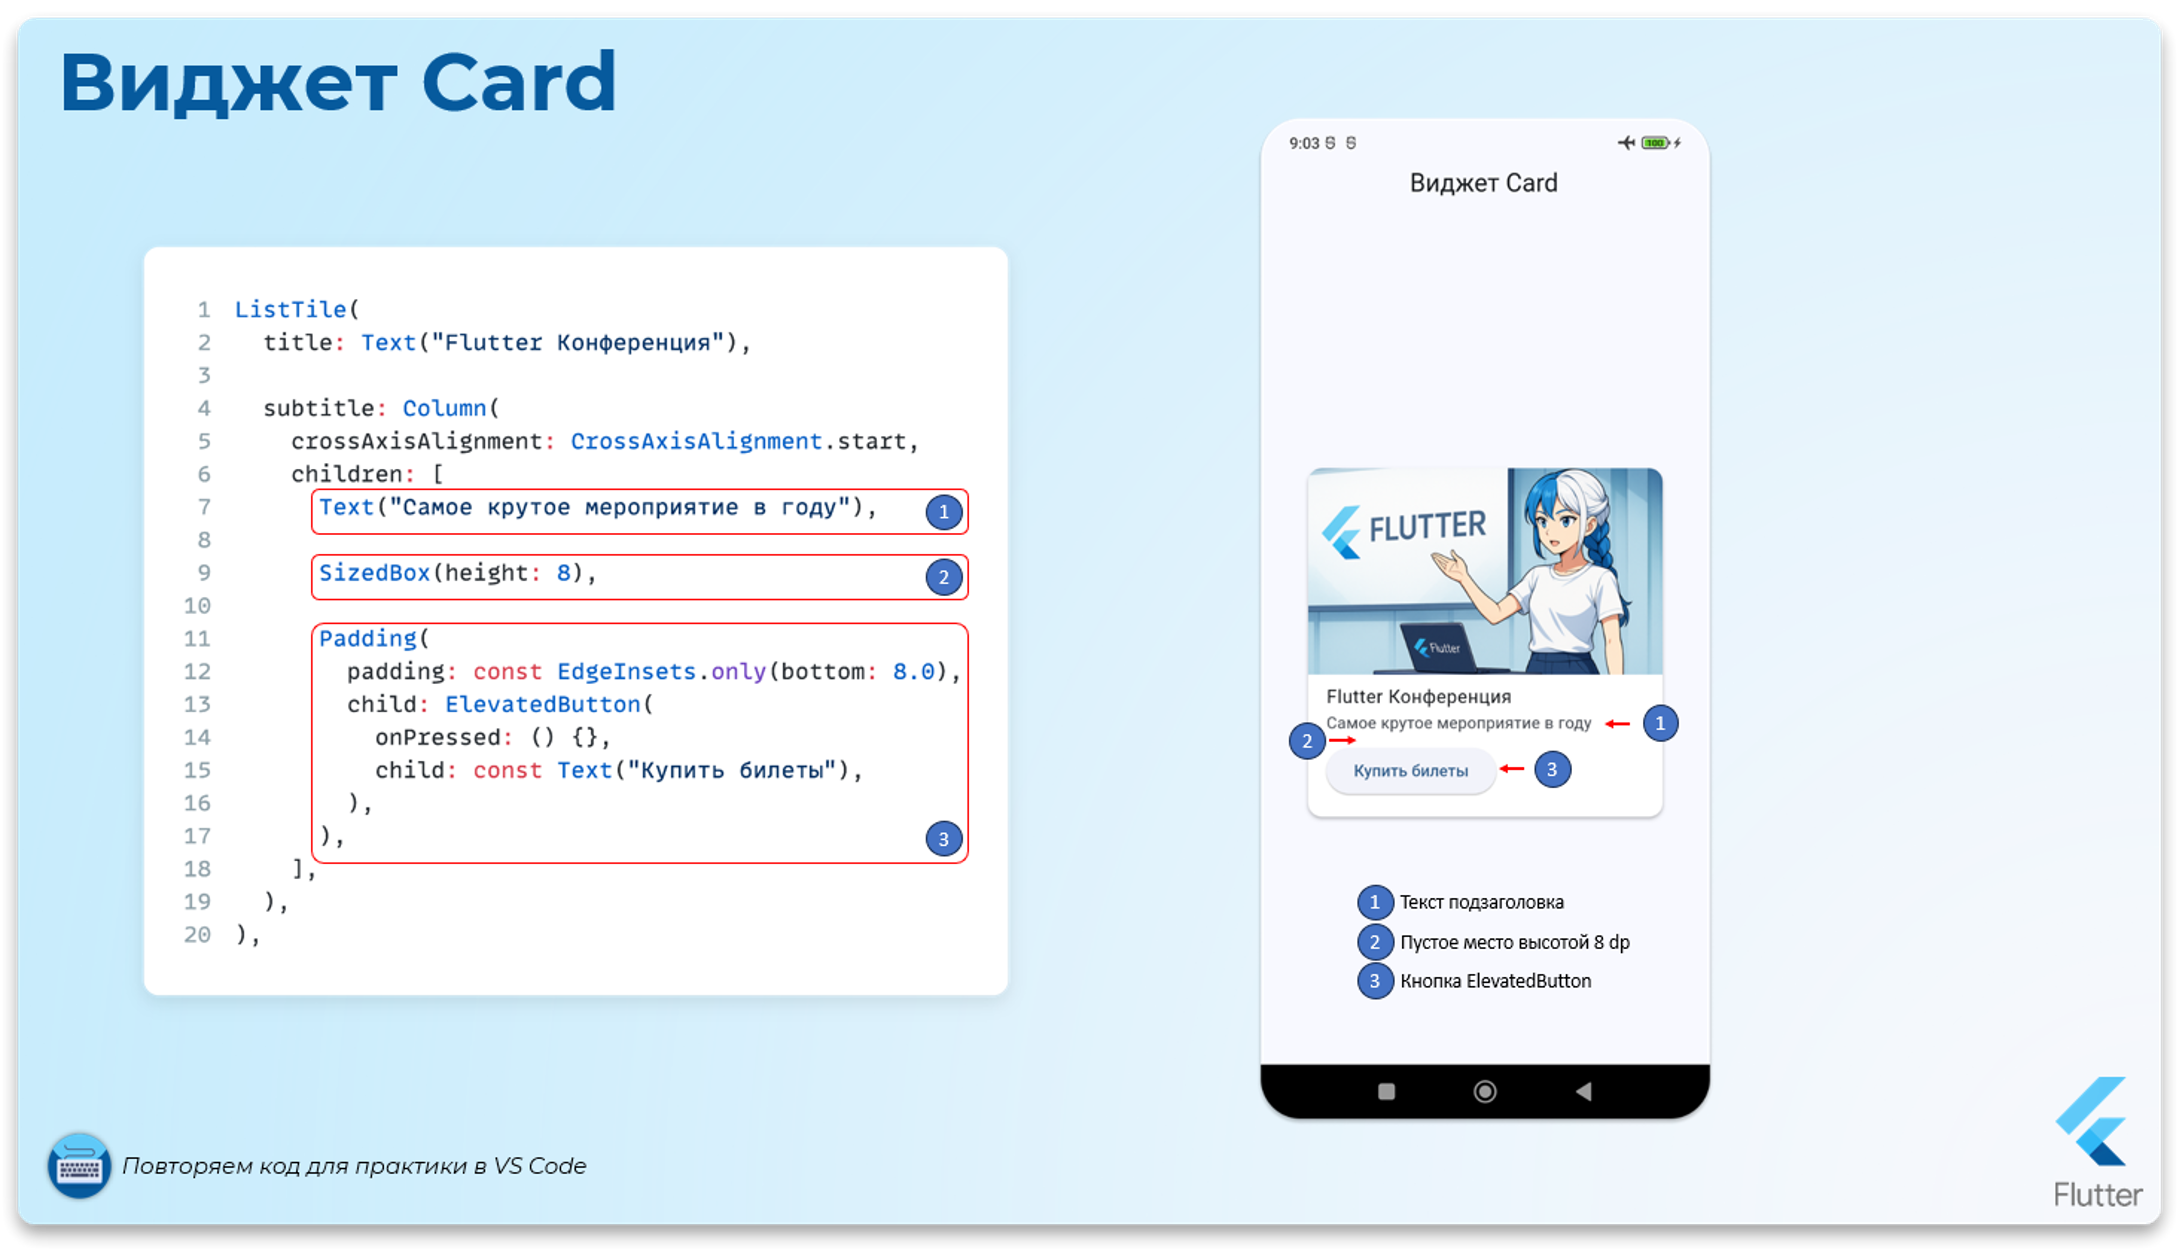 Виджет Card
1 ListTile(
2   title: Text("Flutter Конференция"),
3
4   subtitle: Column(
5     crossAxisAlignment: CrossAxisAlignment.start,
6     children: [
7       Text("Самое крутое мероприятие в году"), 1
8
9       SizedBox(height: 8), 2
10
11       Padding(
12         padding: const EdgeInsets.only(bottom: 8.0),
13         child: ElevatedButton(
14           onPressed: () {},
15           child: const Text("Купить билеты"),
16         ),
17       ), 3
18     ],
19   ),
20 ),
9:03
100
Виджет Card
FLUTTER
Flutter
Flutter Конференция
Самое крутое мероприятие в году 1
2
Купить билеты 3
1 Текст подзаголовка
2 Пустое место высотой 8 dp
3 Кнопка ElevatedButton
Повторяем код для практики в VS Code
Flutter